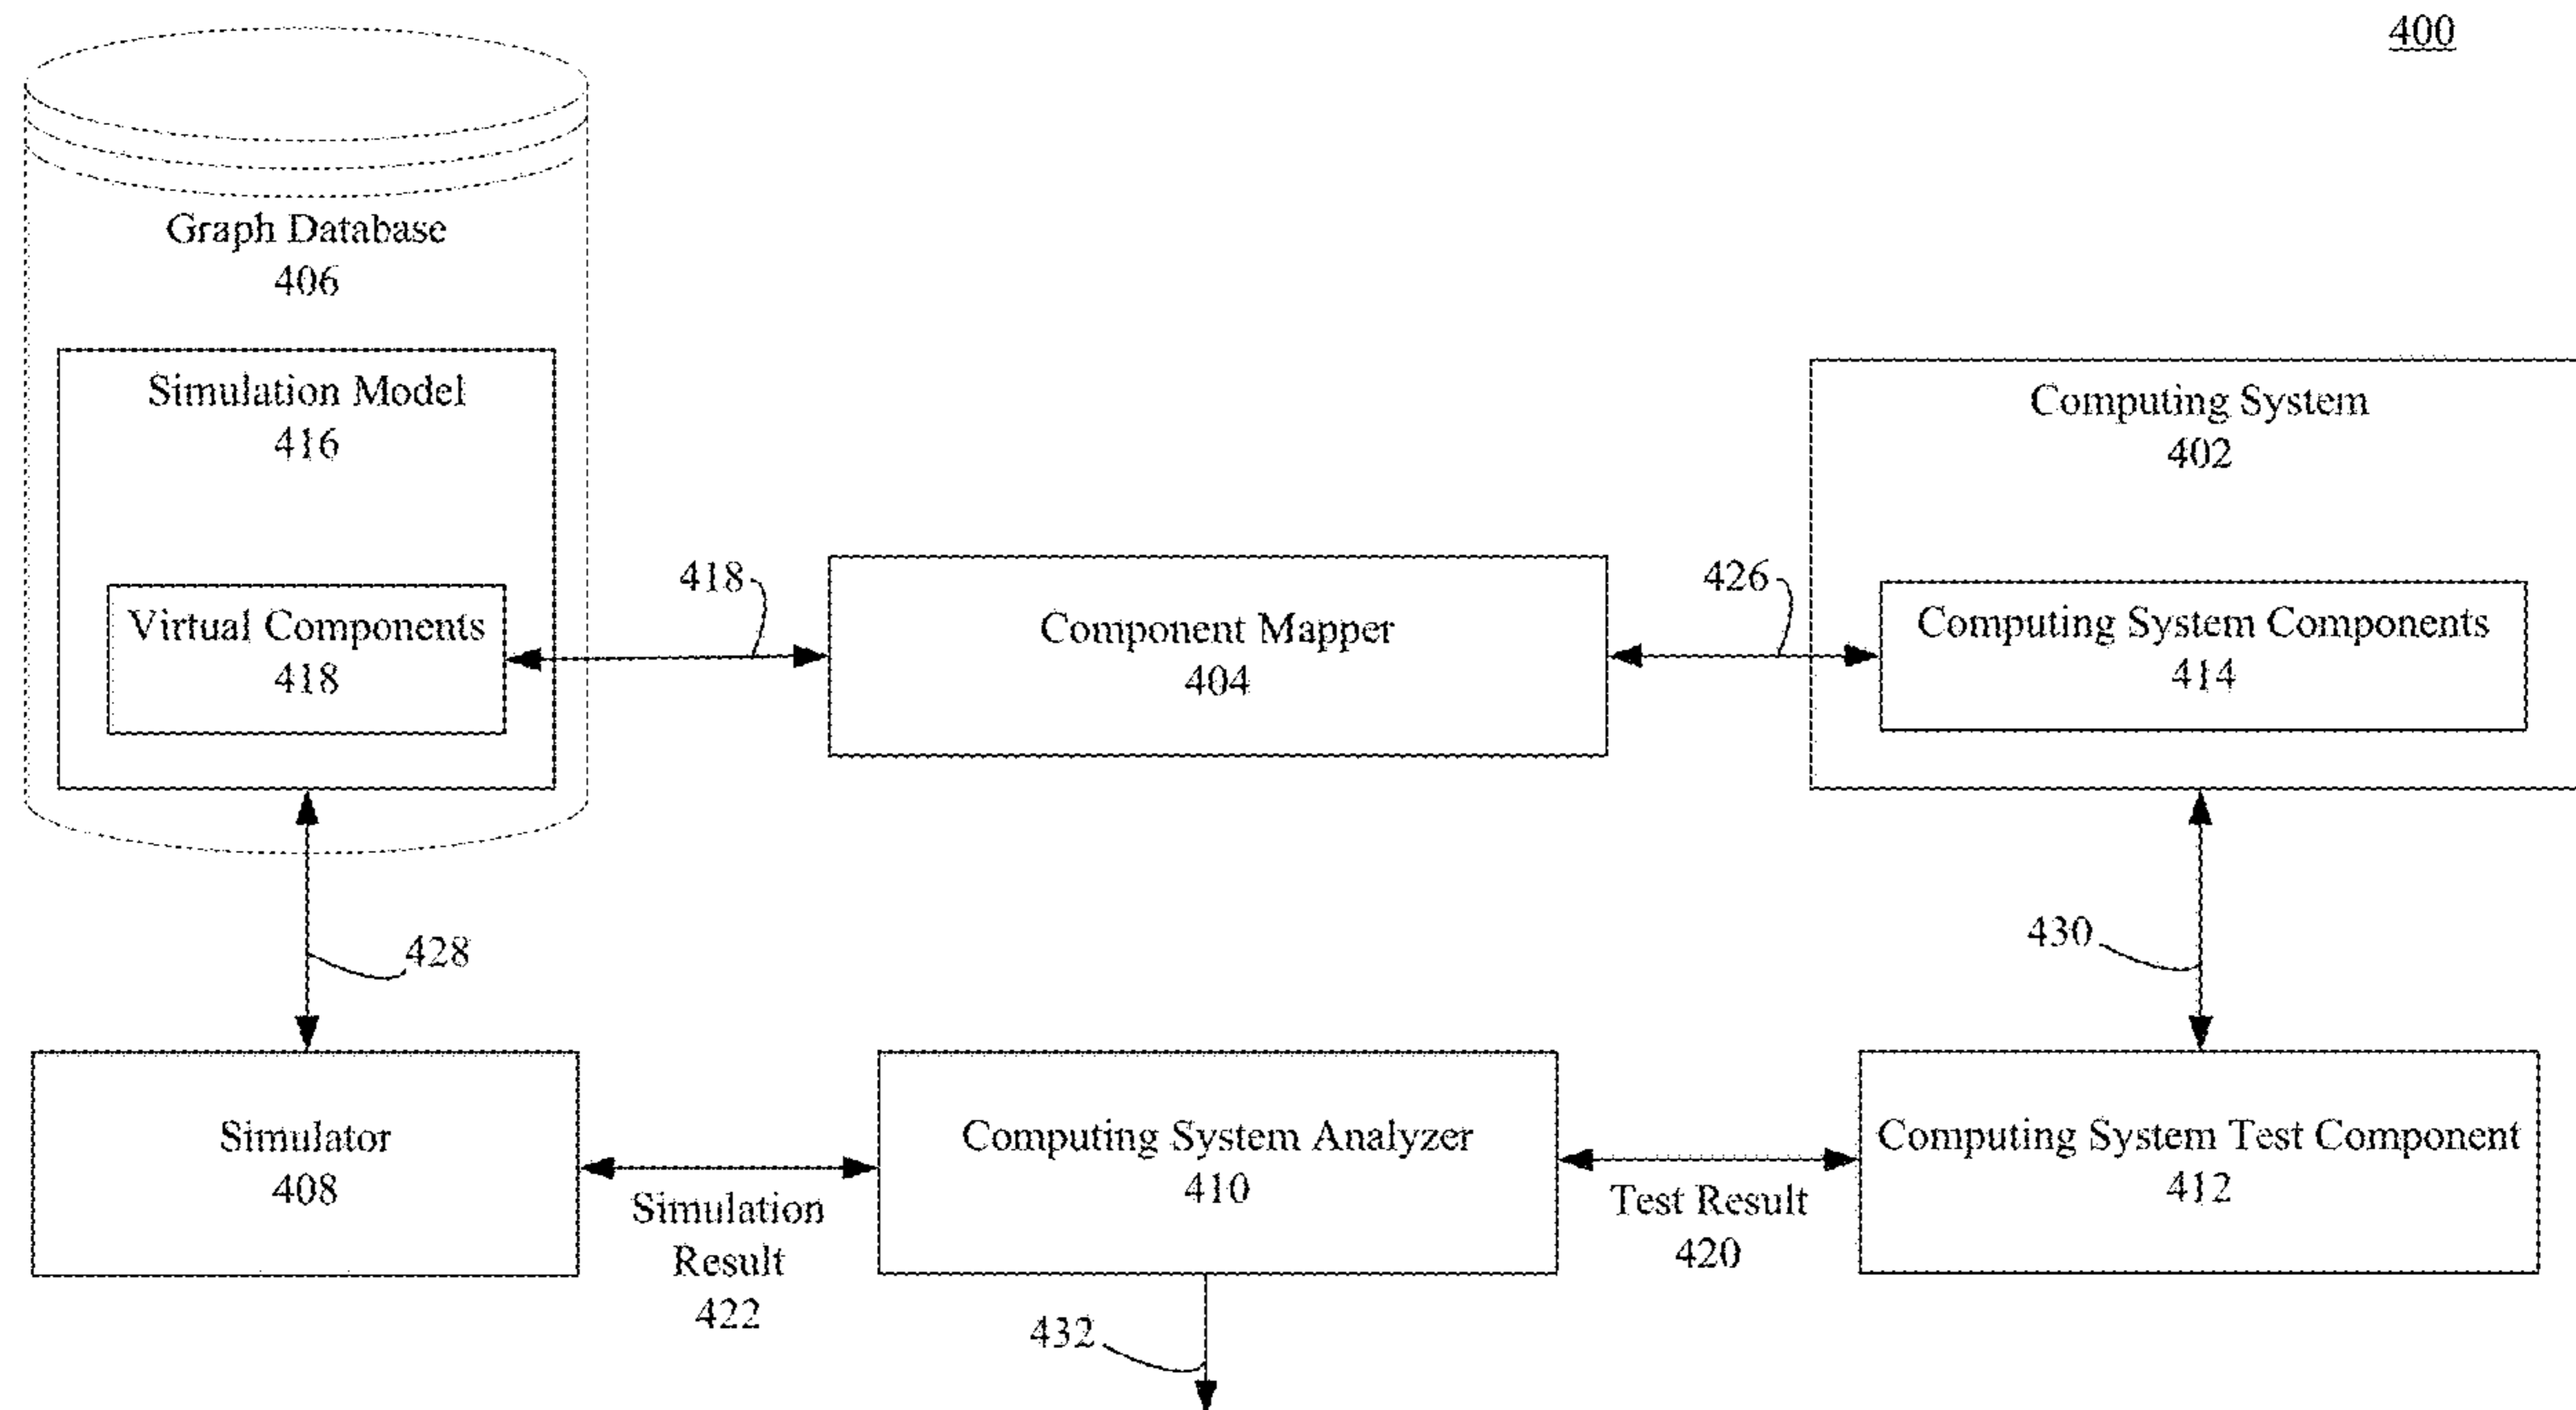 400
Graph Database
406
Simulation Model
416
Computing System
402
Virtual Components
418
418
Component Mapper
404
426
Computing System Components
414
428
430
Simulator
408
Simulation
Result
422
Computing System Analyzer
410
Test Result
420
Computing System Test Component
412
432